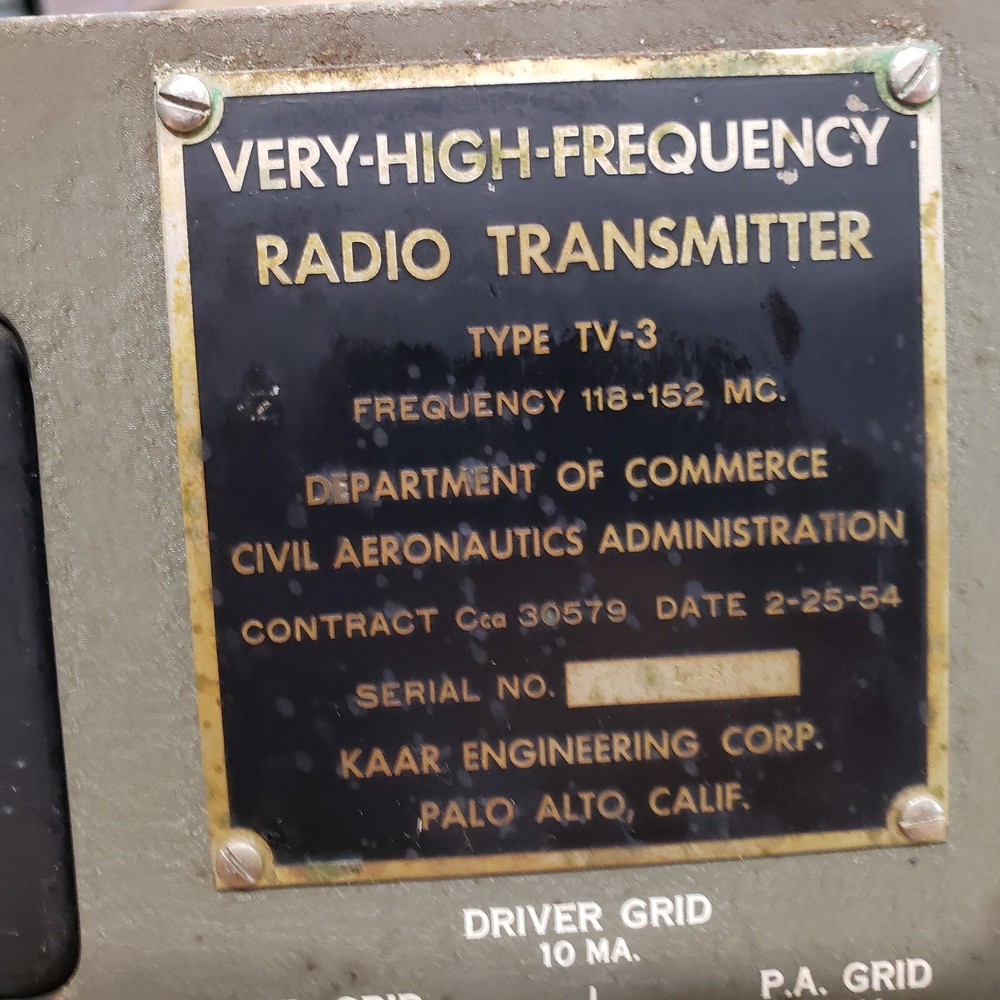 VERY-HIGH-FREQUENCY
RADIO TRANSMITTER
TYPE TV-3
FREQUENCY 118-152 MC.
DEPARTMENT OF COMMERCE
CIVIL AERONAUTICS ADMINISTRATION
CONTRACT Cca 30579 DATE 2-25-54
SERIAL NO.
KAAR ENGINEERING CORP.
PALO ALTO, CALIF.
DRIVER GRID
10 MA.
P.A. GRID
GRID